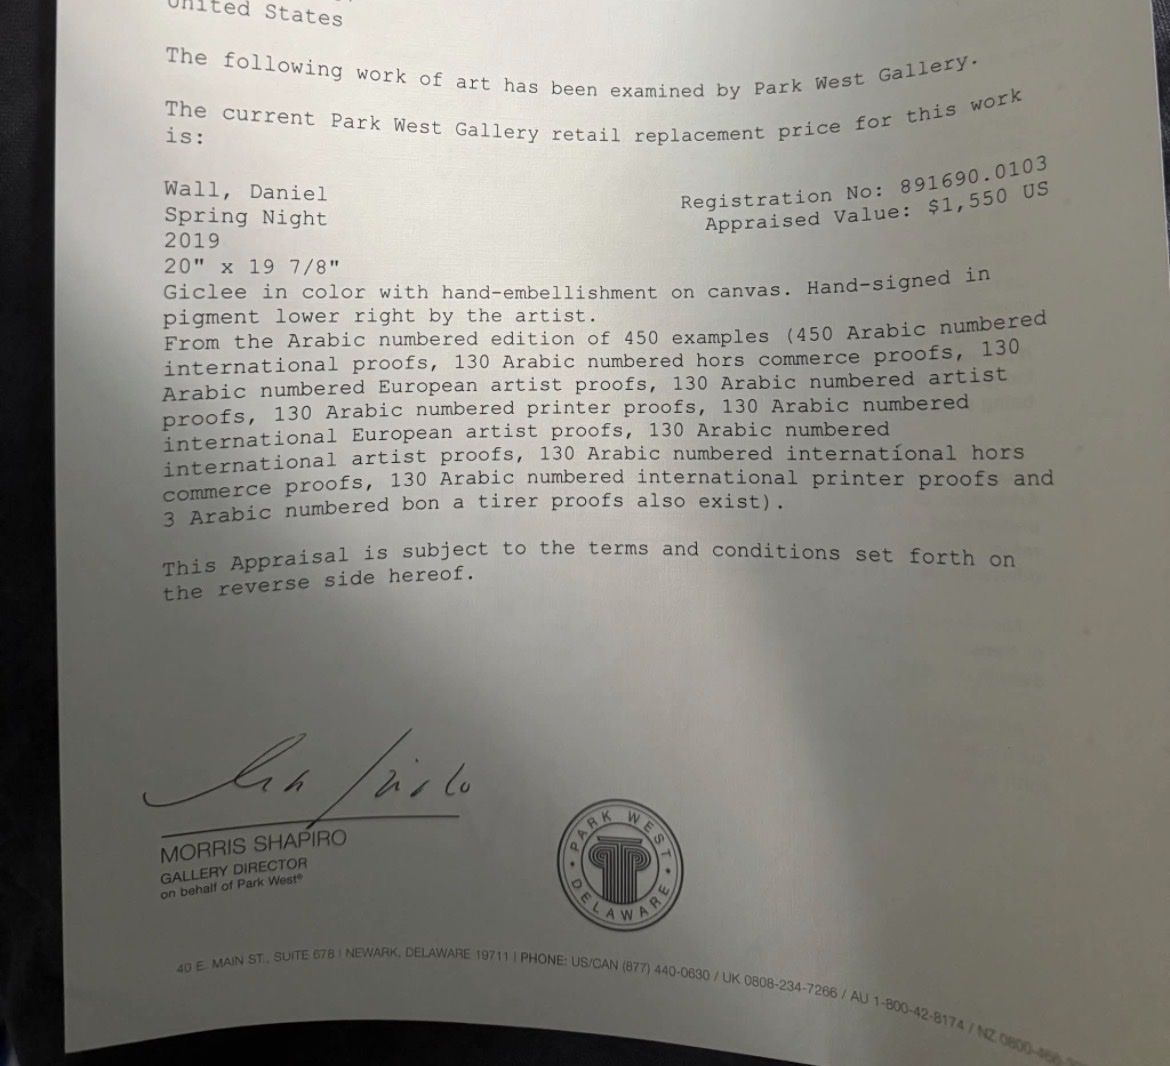 United States
The following work of art has been examined by Park West Gallery.
The current Park West Gallery retail replacement price for this work
is:
Wall, Daniel
Registration No: 891690.0103
Spring Night
Appraised Value: $1,550 US
2019
20" x 19 7/8"
Giclee in color with hand-embellishment on canvas. Hand-signed in
pigment lower right by the artist.
From the Arabic numbered edition of 450 examples (450 Arabic numbered
international proofs, 130 Arabic numbered hors commerce proofs, 130
Arabic numbered European artist proofs, 130 Arabic numbered artist
proofs, 130 Arabic numbered printer proofs, 130 Arabic numbered
international European artist proofs, 130 Arabic numbered
international artist proofs, 130 Arabic numbered international hors
commerce proofs, 130 Arabic numbered international printer proofs and
3 Arabic numbered bon a tirer proofs also exist).
This Appraisal is subject to the terms and conditions set forth on
the reverse side hereof.
MORRIS SHAPIRO
GALLERY DIRECTOR
on behalf of Park West®
PARK WEST
DELAWARE
40 E. MAIN ST., SUITE 678 | NEWARK, DELAWARE 19711 | PHONE: US/CAN (877) 440-0630 / UK 0808-234-7266 / AU 1-800-42-8174 / NZ